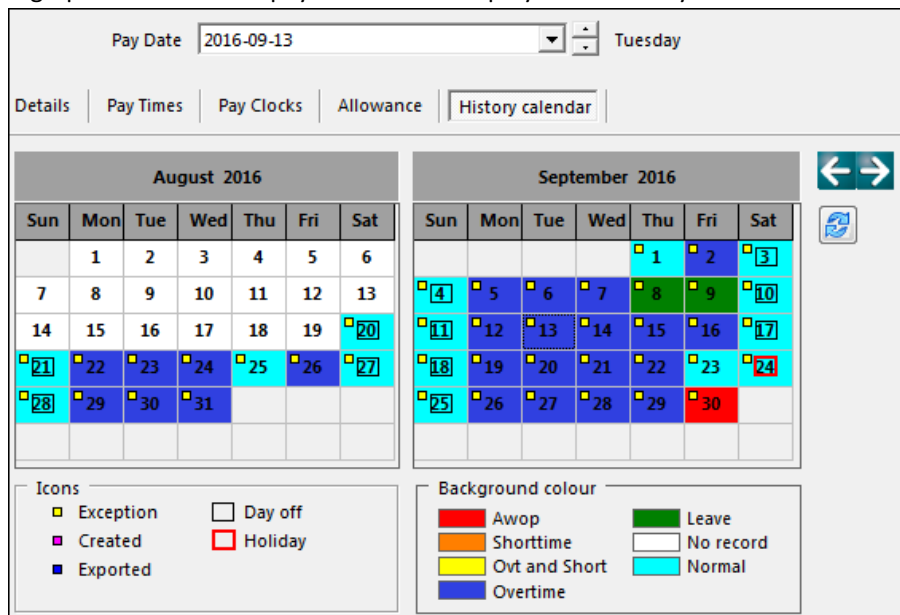 Pay Date 2016-09-13 Tuesday
Details Pay Times Pay Clocks Allowance History calendar
August 2016
Sun Mon Tue Wed Thu Fri Sat
1 2 3 4 5 6
7 8 9 10 11 12 13
14 15 16 17 18 19 20
21 22 23 24 25 26 27
28 29 30 31
September 2016
Sun Mon Tue Wed Thu Fri Sat
1 2 3
4 5 6 7 8 9 10
11 12 13 14 15 16 17
18 19 20 21 22 23 24
25 26 27 28 29 30
Icons
Exception Day off
Created Holiday
Exported
Background colour
Awop Leave
Shorttime No record
Ovt and Short Normal
Overtime